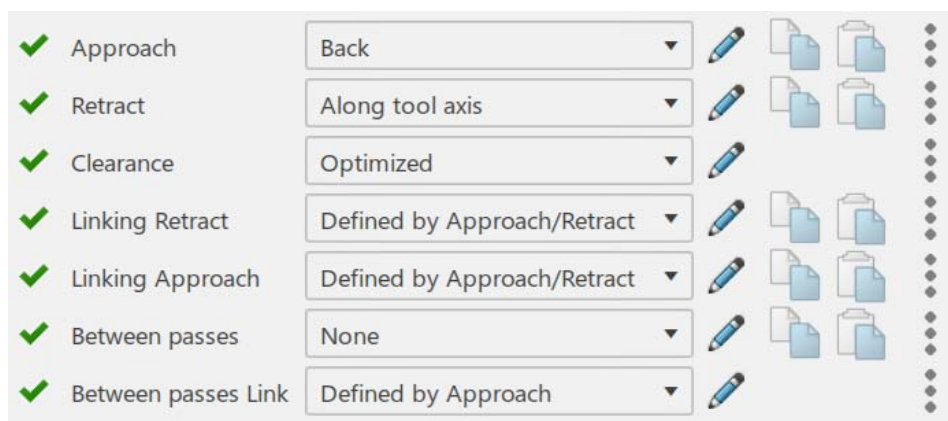 Approach Back
Retract Along tool axis
Clearance Optimized
Linking Retract Defined by Approach/Retract
Linking Approach Defined by Approach/Retract
Between passes None
Between passes Link Defined by Approach